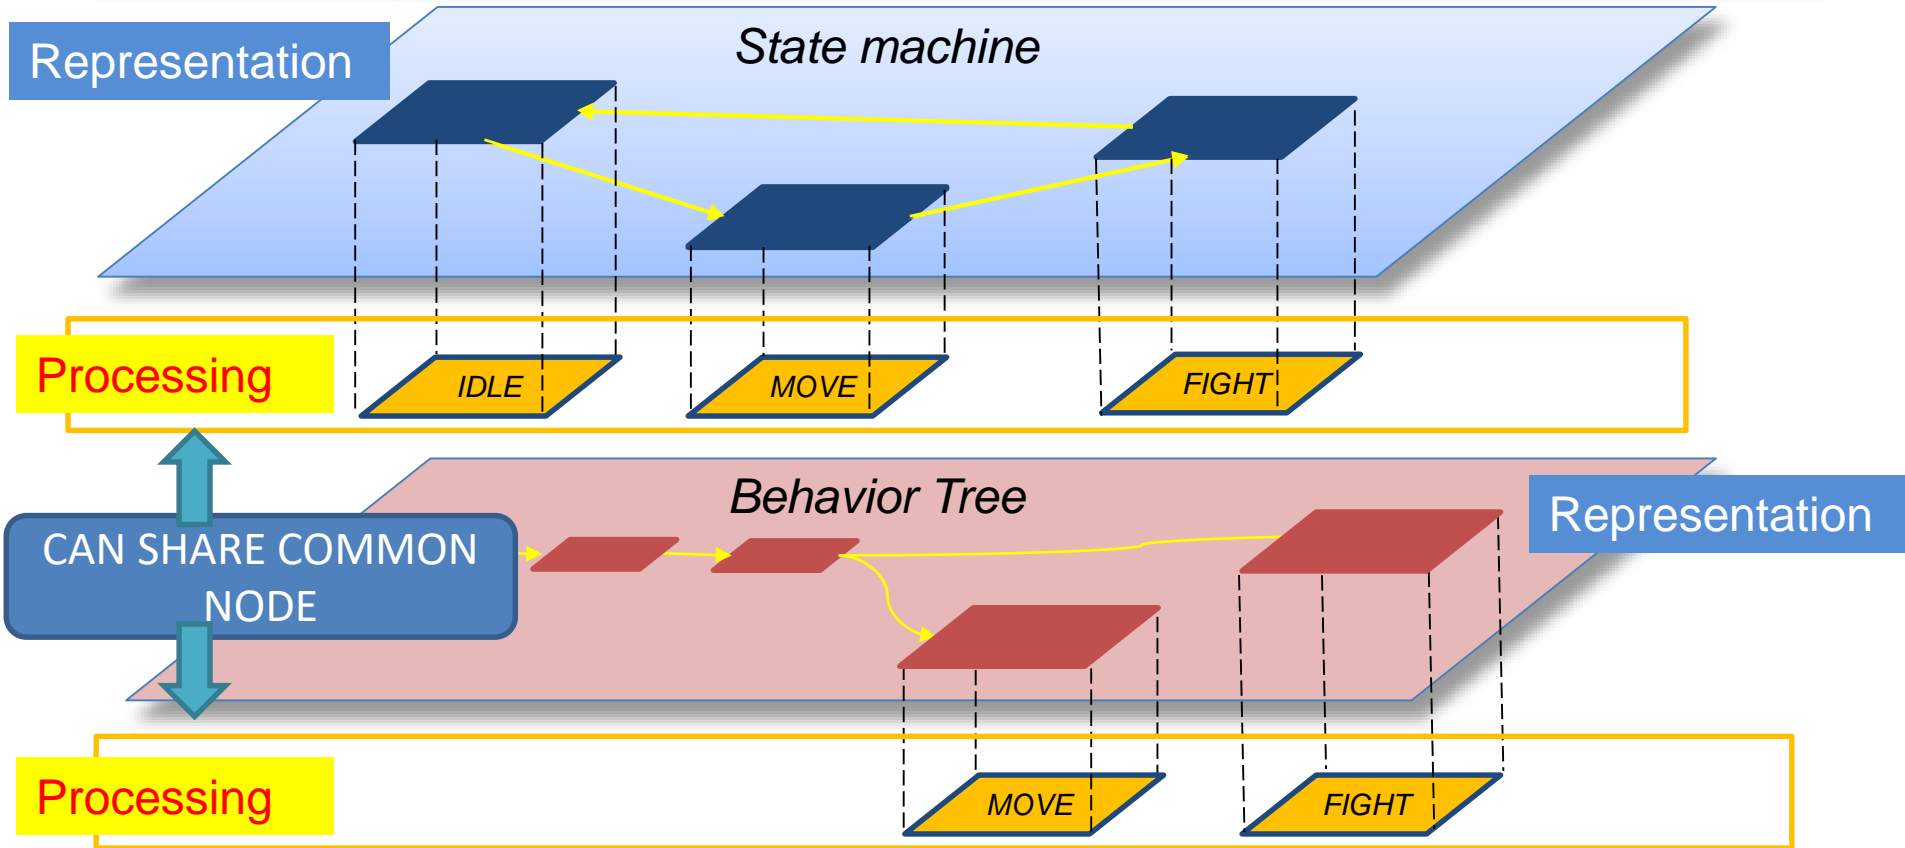 State machine
Representation
Processing
IDLE
MOVE
FIGHT
Behavior Tree
Representation
CAN SHARE COMMON
NODE
Processing
MOVE
FIGHT